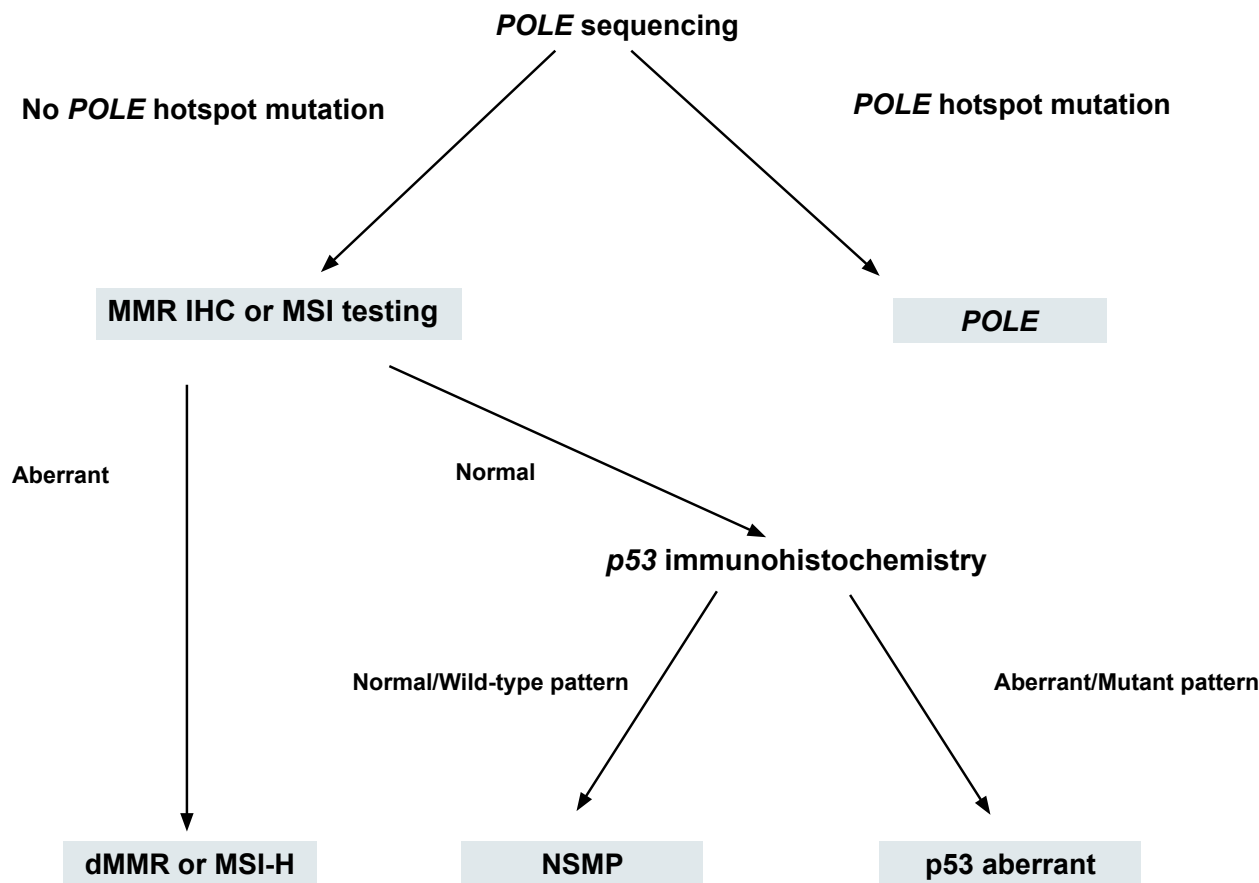 POLE sequencing
No POLE hotspot mutation
POLE hotspot mutation
MMR IHC or MSI testing
POLE
Aberrant
Normal
p53 immunohistochemistry
Normal/Wild-type pattern
Aberrant/Mutant pattern
dMMR or MSI-H
NSMP
p53 aberrant